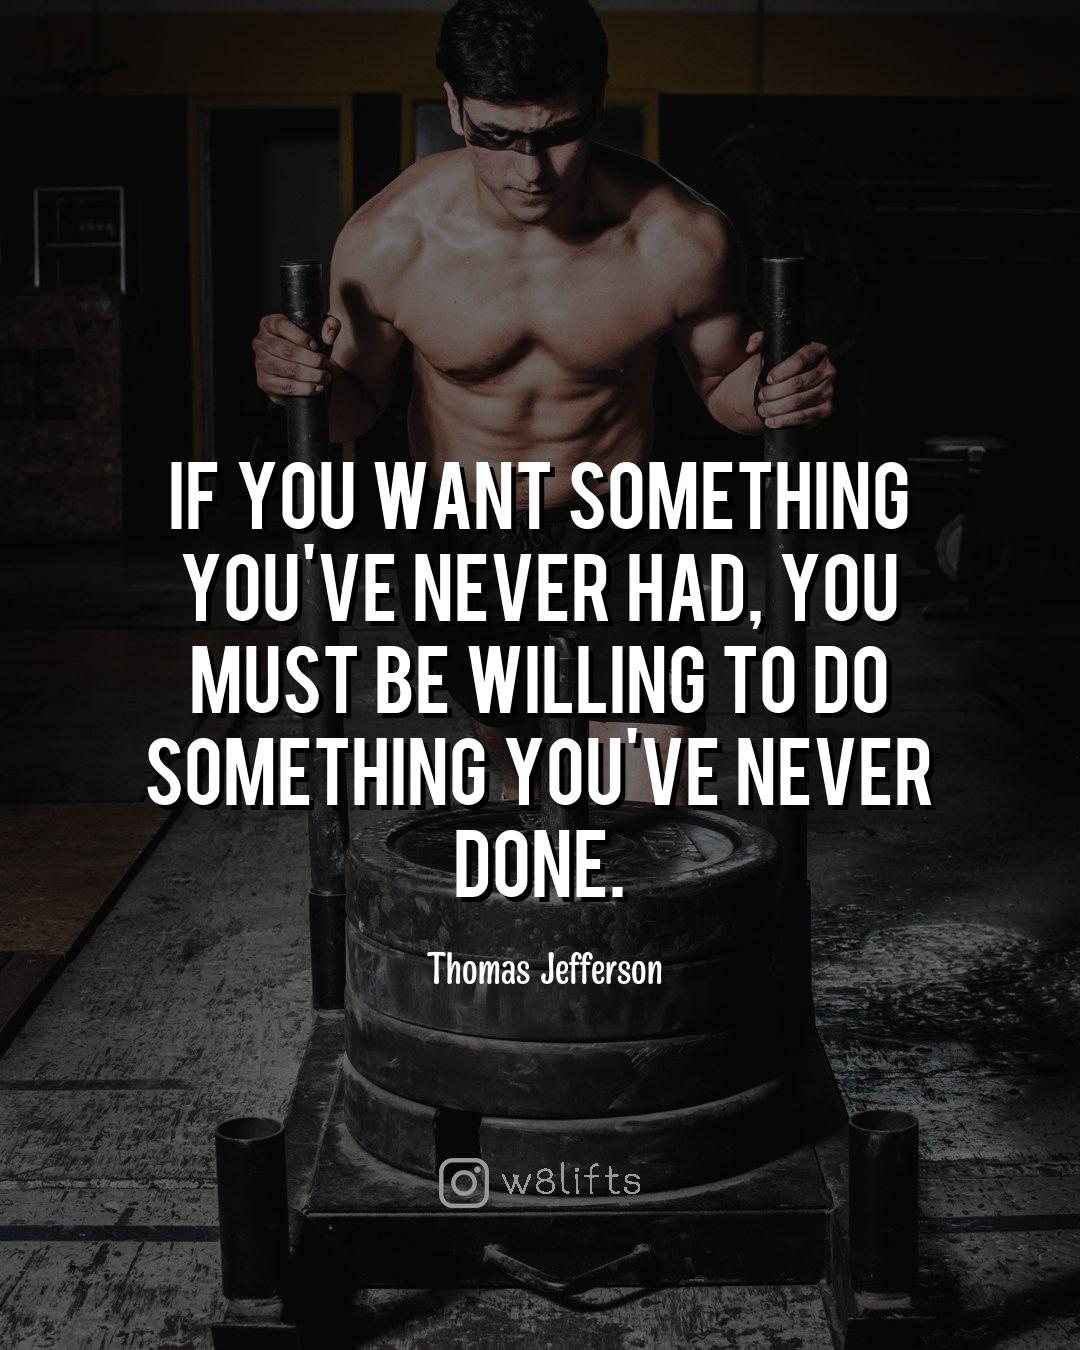 IF YOU WANT SOMETHING
YOU'VE NEVER HAD, YOU
MUST BE WILLING TO DO
SOMETHING YOU'VE NEVER
DONE.
Thomas Jefferson
w8lifts